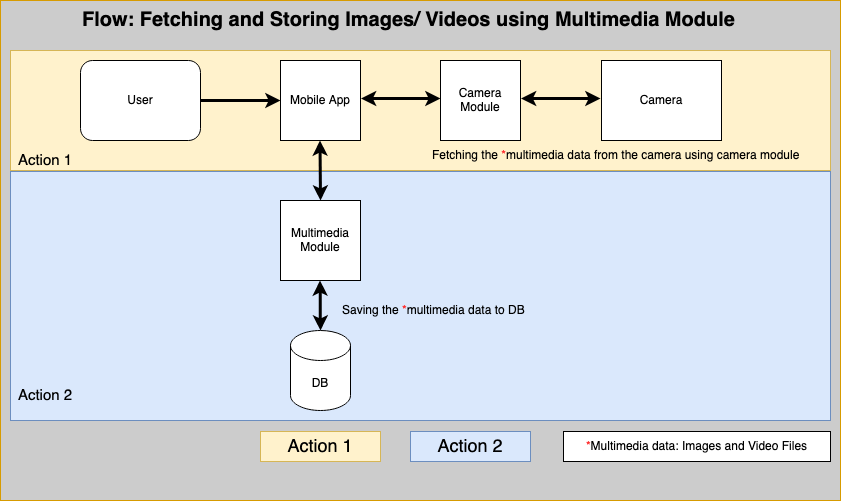 Flow: Fetching and Storing Images/ Videos using Multimedia Module
User
Mobile App
Camera
Module
Camera
Fetching the *multimedia data from the camera using camera module
Action 1
Multimedia
Module
Saving the *multimedia data to DB
DB
Action 2
Action 1
Action 2
*Multimedia data: Images and Video Files